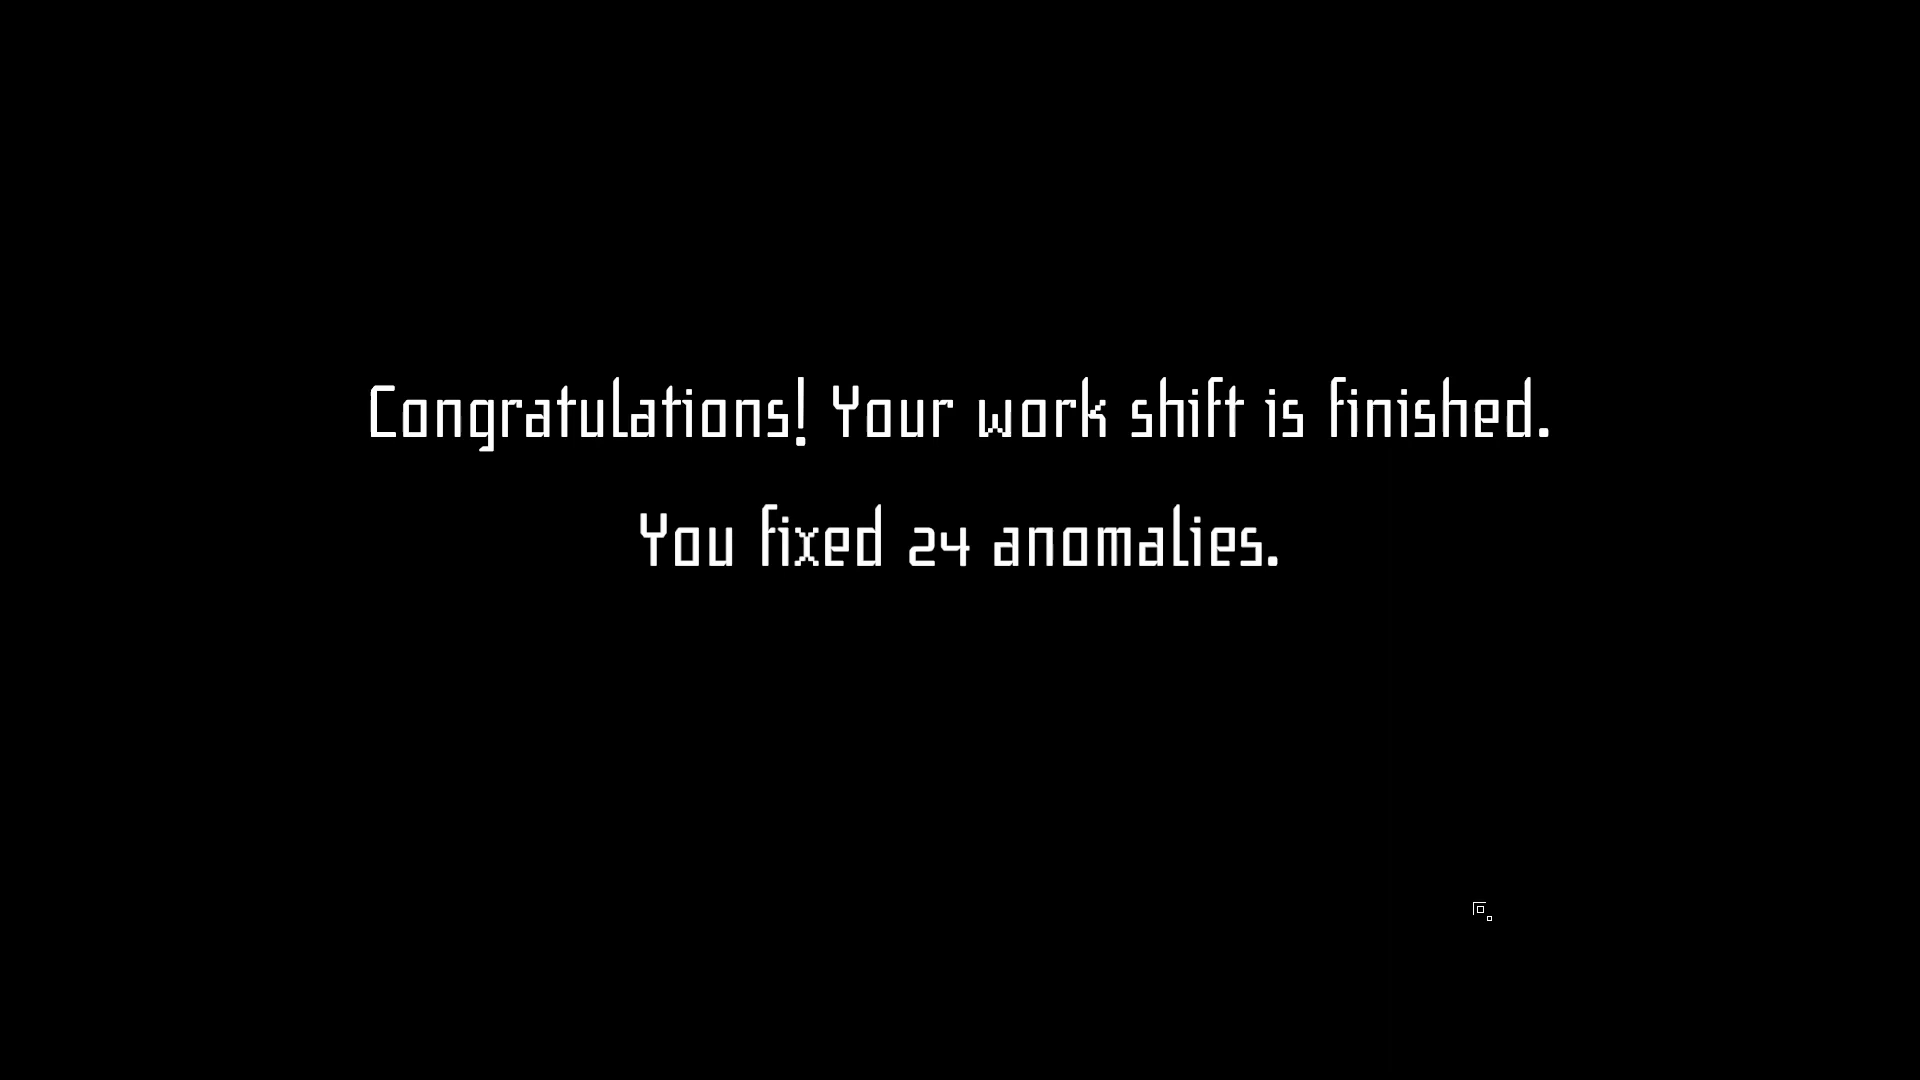 Congratulations! Your work shift is finished.
You fixed 24 anomalies.